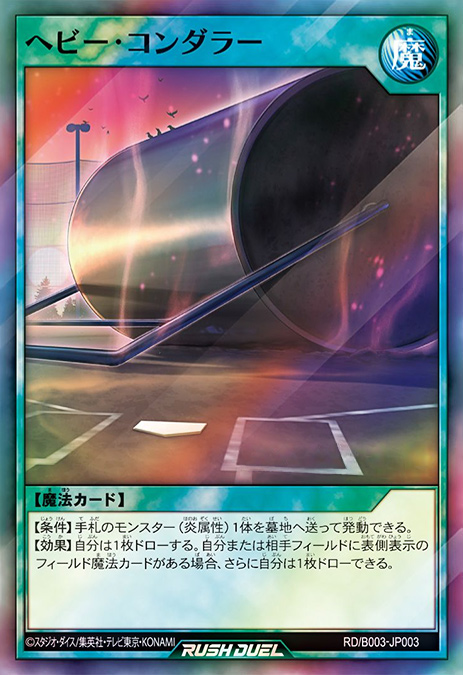 ヘビー・コンダラー
魔
【魔法カード】
【条件】手札のモンスター(炎属性)1体を墓地へ送って発動できる。
【効果】自分は1枚ドローする。自分または相手フィールドに表側表示の
フィールド魔法カードがある場合、さらに自分は1枚ドローできる。
©スタジオ・ダイス/集英社・テレビ東京・KONAMI
RUSH DUEL
RD/B003-JP003